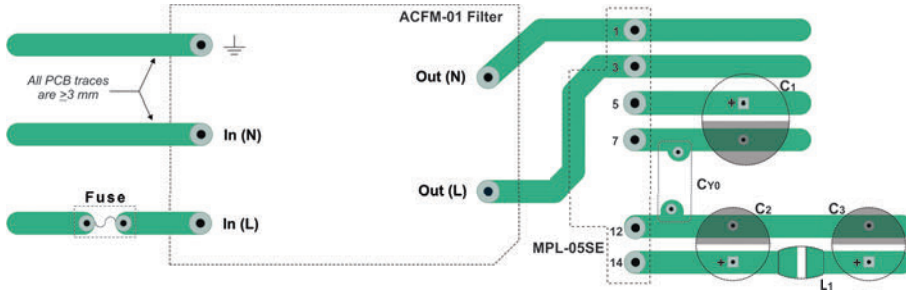 ACFM-01 Filter
1
Out (N)
3
All PCB traces
are ≥3 mm
5
+
C1
In (N)
7
CY0
Out (L)
Fuse
In (L)
12
C2
C3
MPL-05SE
14
+
+
L1